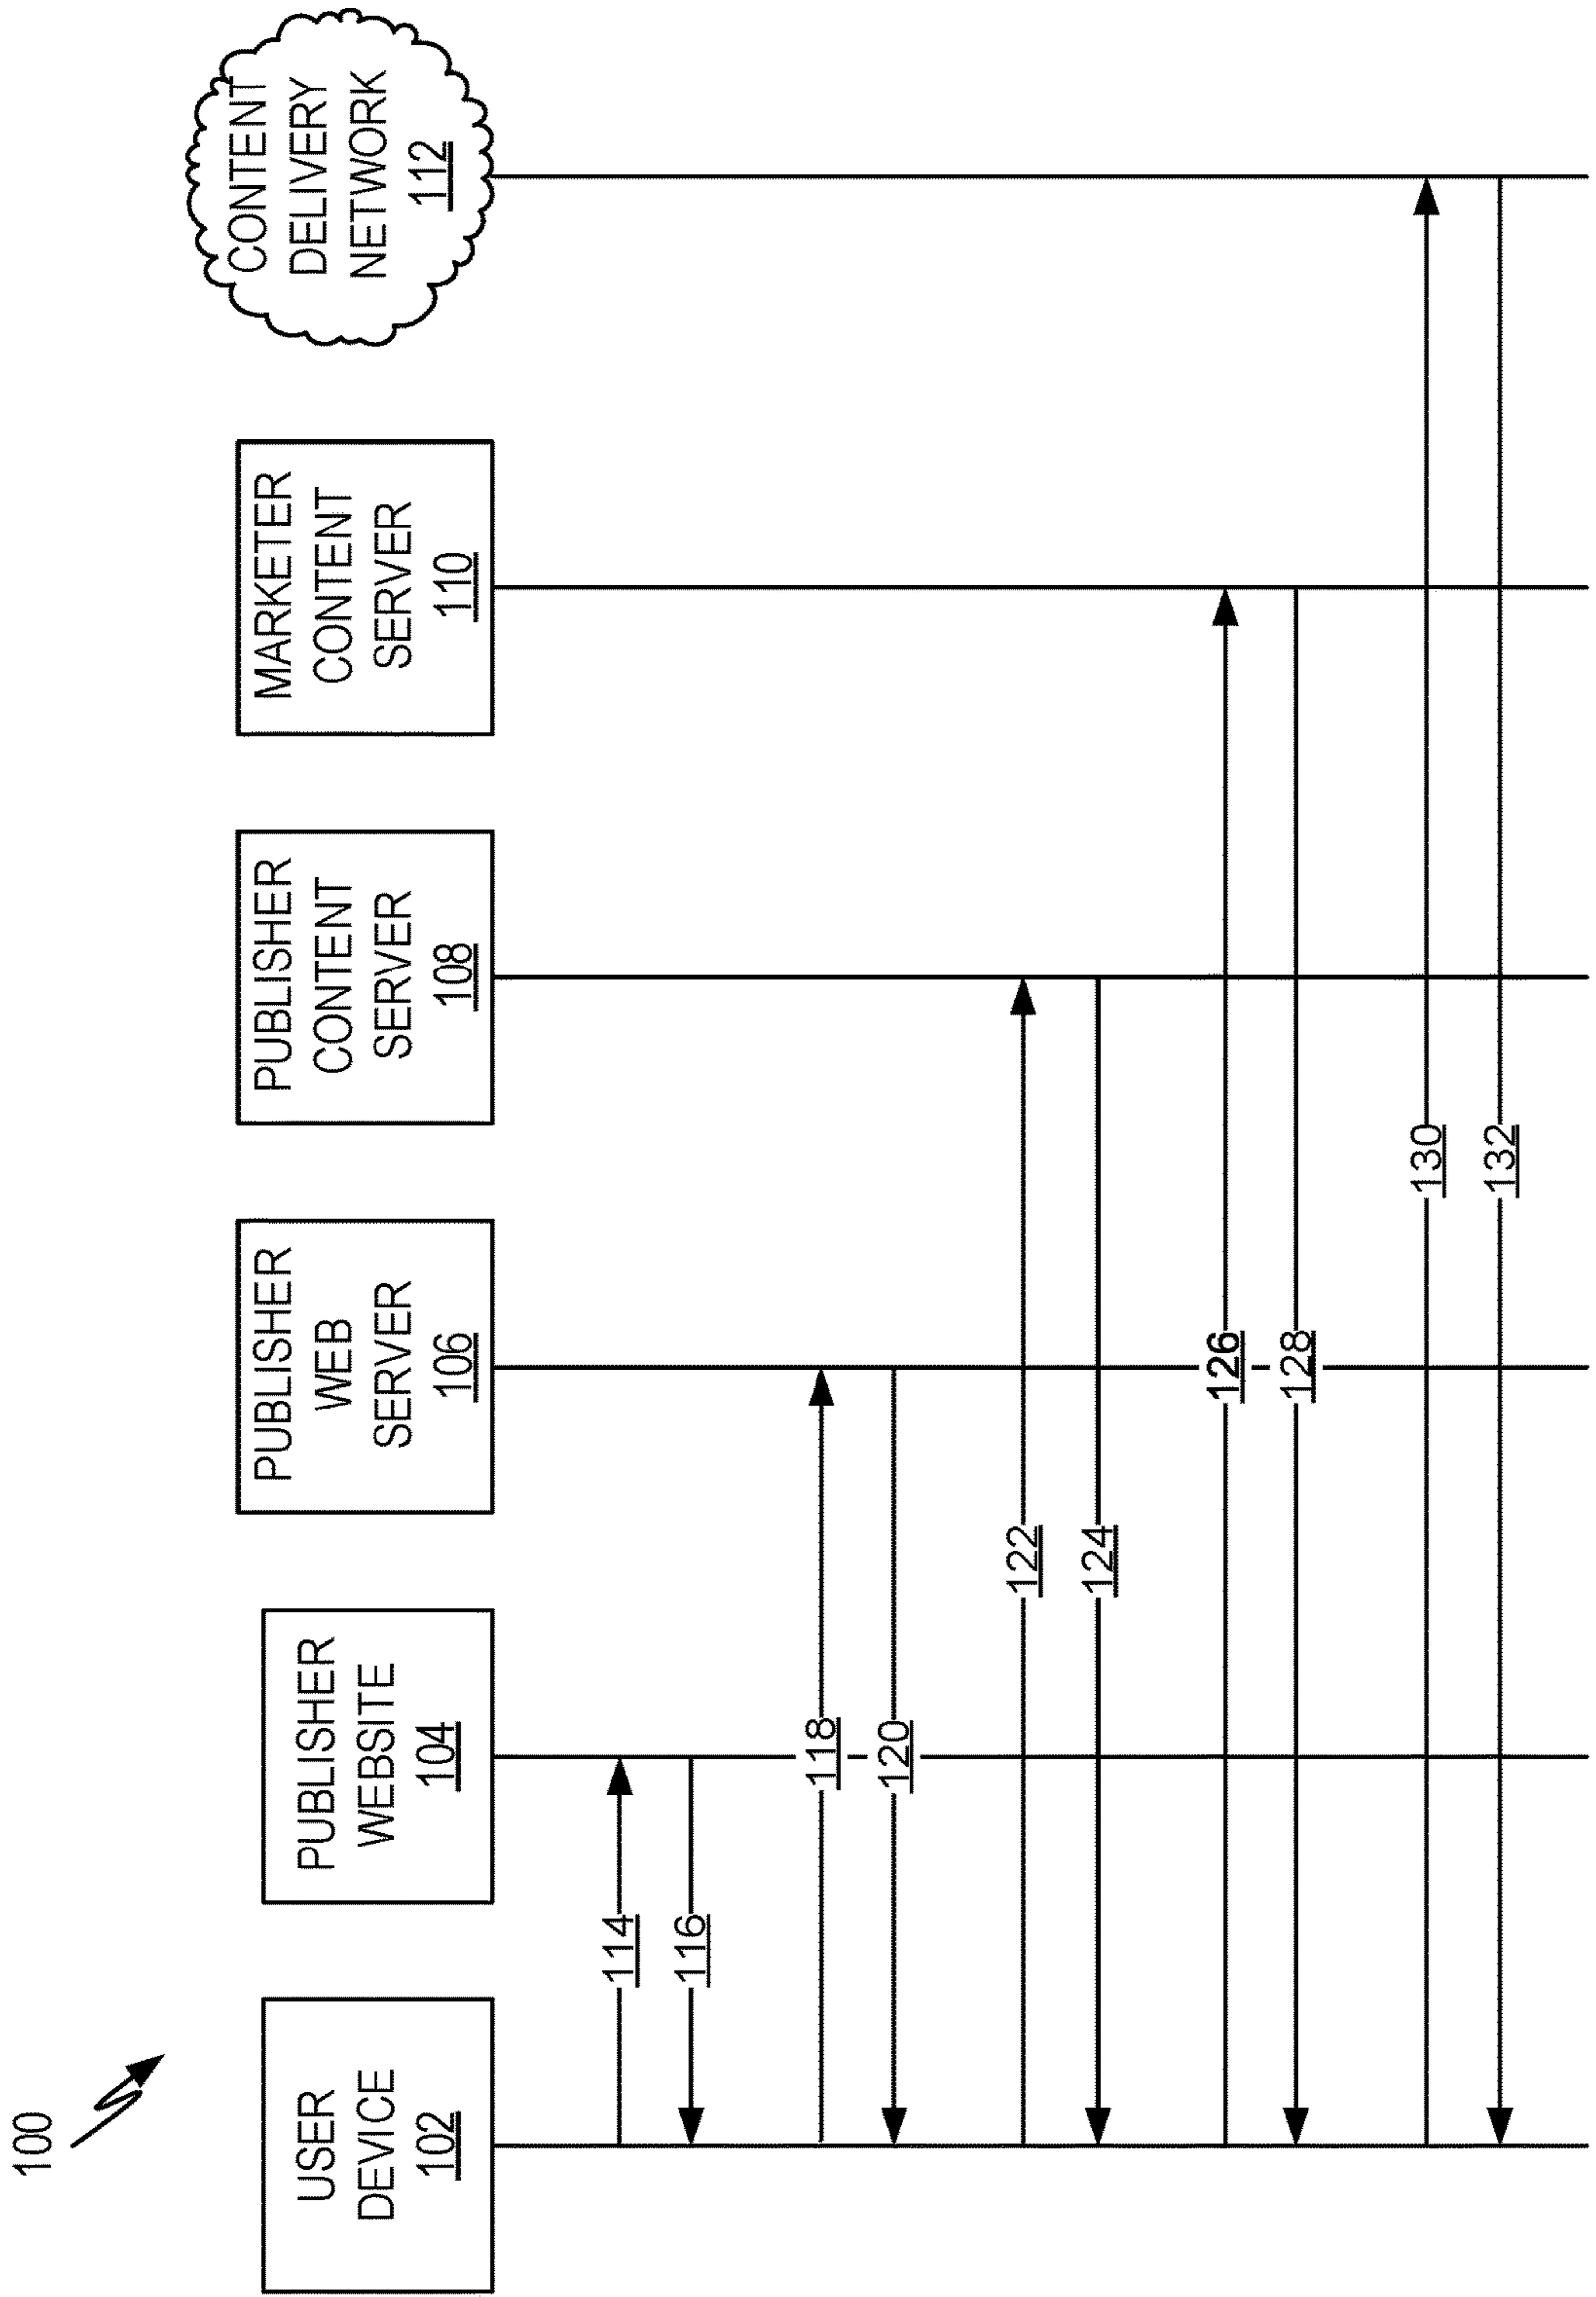 100
USER
DEVICE
102
PUBLISHER
WEBSITE
104
PUBLISHER
WEB
SERVER
106
PUBLISHER
CONTENT
SERVER
108
MARKETER
CONTENT
SERVER
110
CONTENT
DELIVERY
NETWORK
112
114
116
118
120
122
124
126
128
130
132